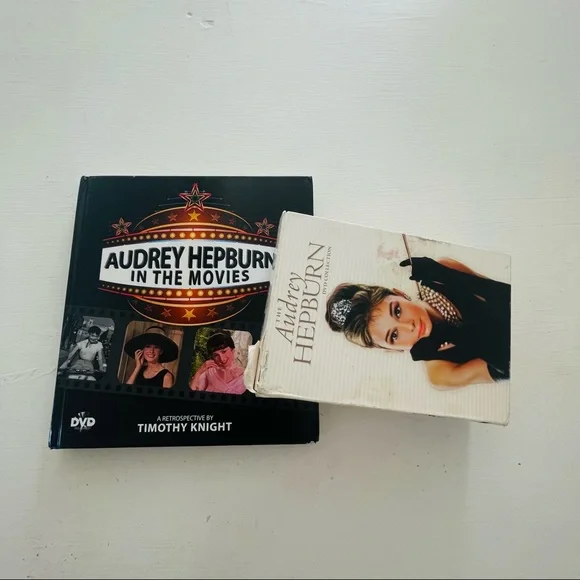 AUDREY HEPBURN
IN THE MOVIES
A RETROSPECTIVE BY
TIMOTHY KNIGHT
DVD
THE
Audrey
HEPBURN
DVD COLLECTION